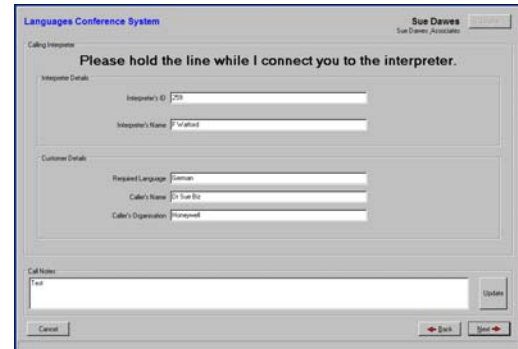 Languages Conference System
Sue Dawes
Sue Dawes Associates
Calling Interpreter
Please hold the line while I connect you to the interpreter.
Interpreter Details
Interpreter's ID 259
Interpreter's Name F Watford
Customer Details
Required Language German
Caller's Name Dr Sue Biz
Caller's Organisation Honeywell
Call Notes
Test
Update
Cancel
Back
Next